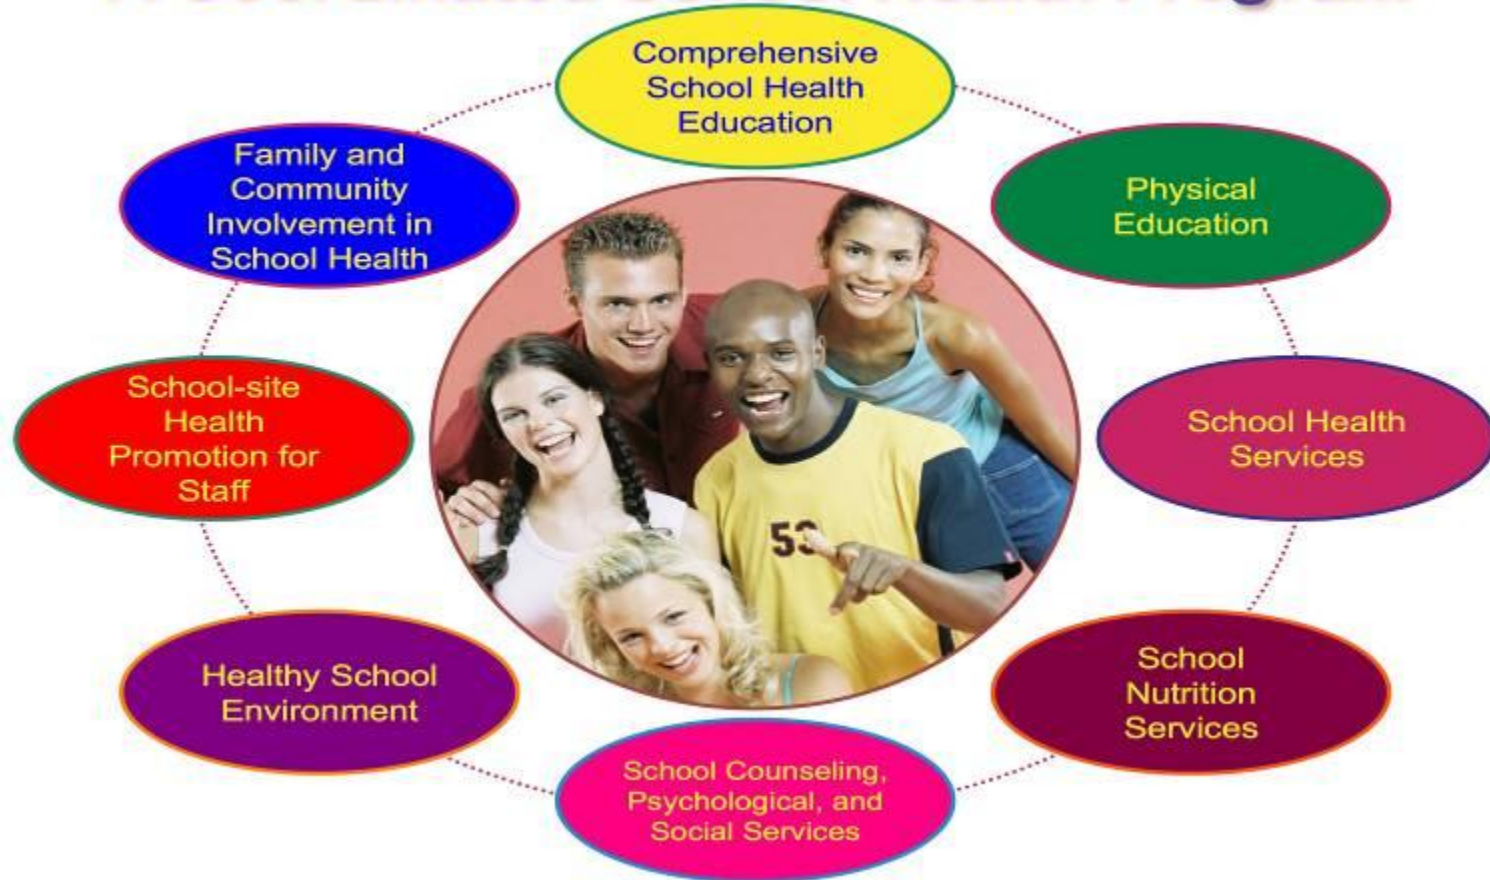 Comprehensive
School Health
Education
Physical
Education
School Health
Services
School
Nutrition
Services
School Counseling,
Psychological, and
Social Services
Healthy School
Environment
School-site
Health
Promotion for
Staff
Family and
Community
Involvement in
School Health
53